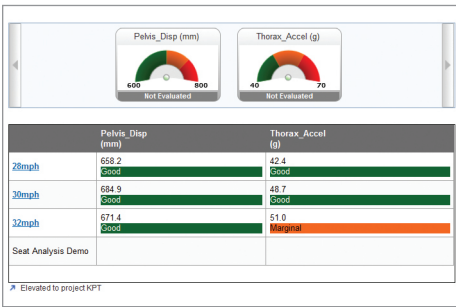 Pelvis_Disp (mm)
600 800
Not Evaluated
Thorax_Accel (g)
40 70
Not Evaluated
Pelvis_Disp
(mm)
Thorax_Accel
(g)
28mph
658.2
Good
42.4
Good
30mph
684.9
Good
48.7
Good
32mph
671.4
Good
51.0
Marginal
Seat Analysis Demo
Elevated to project KPT